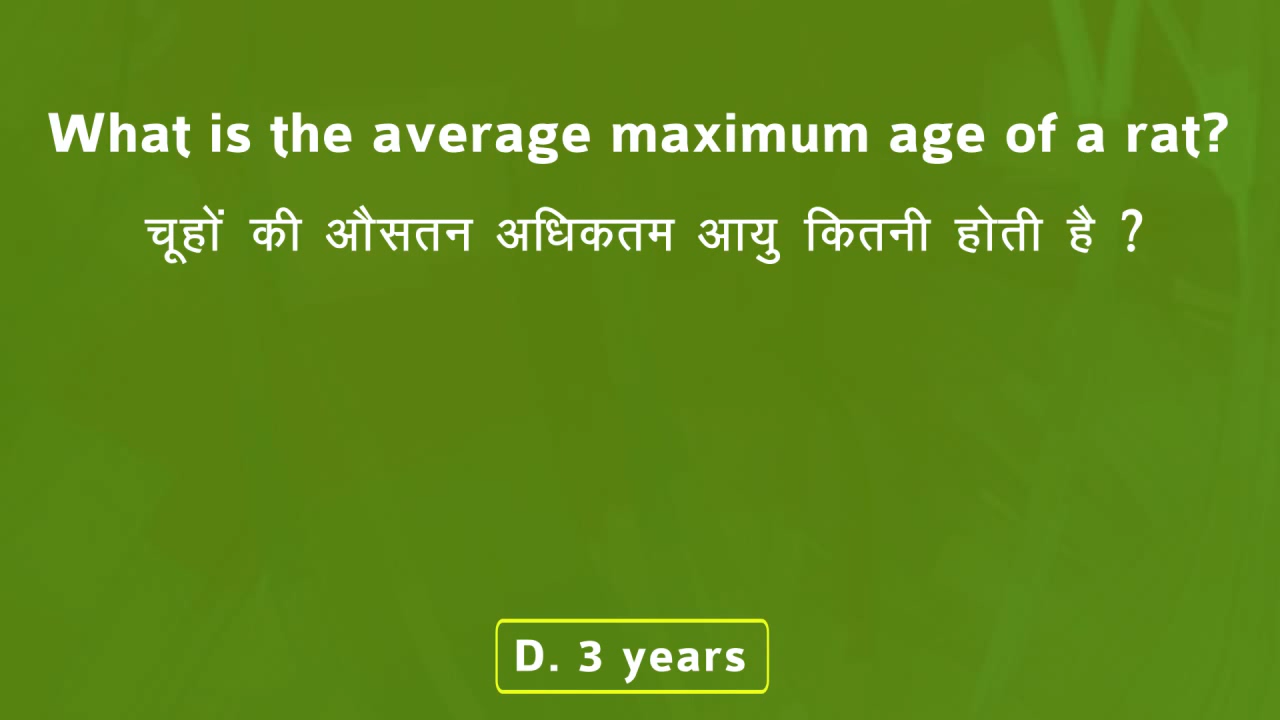 What is the average maximum age of a rat?
चूहों की औसतन अधिकतम आयु कितनी होती है ?
D. 3 years